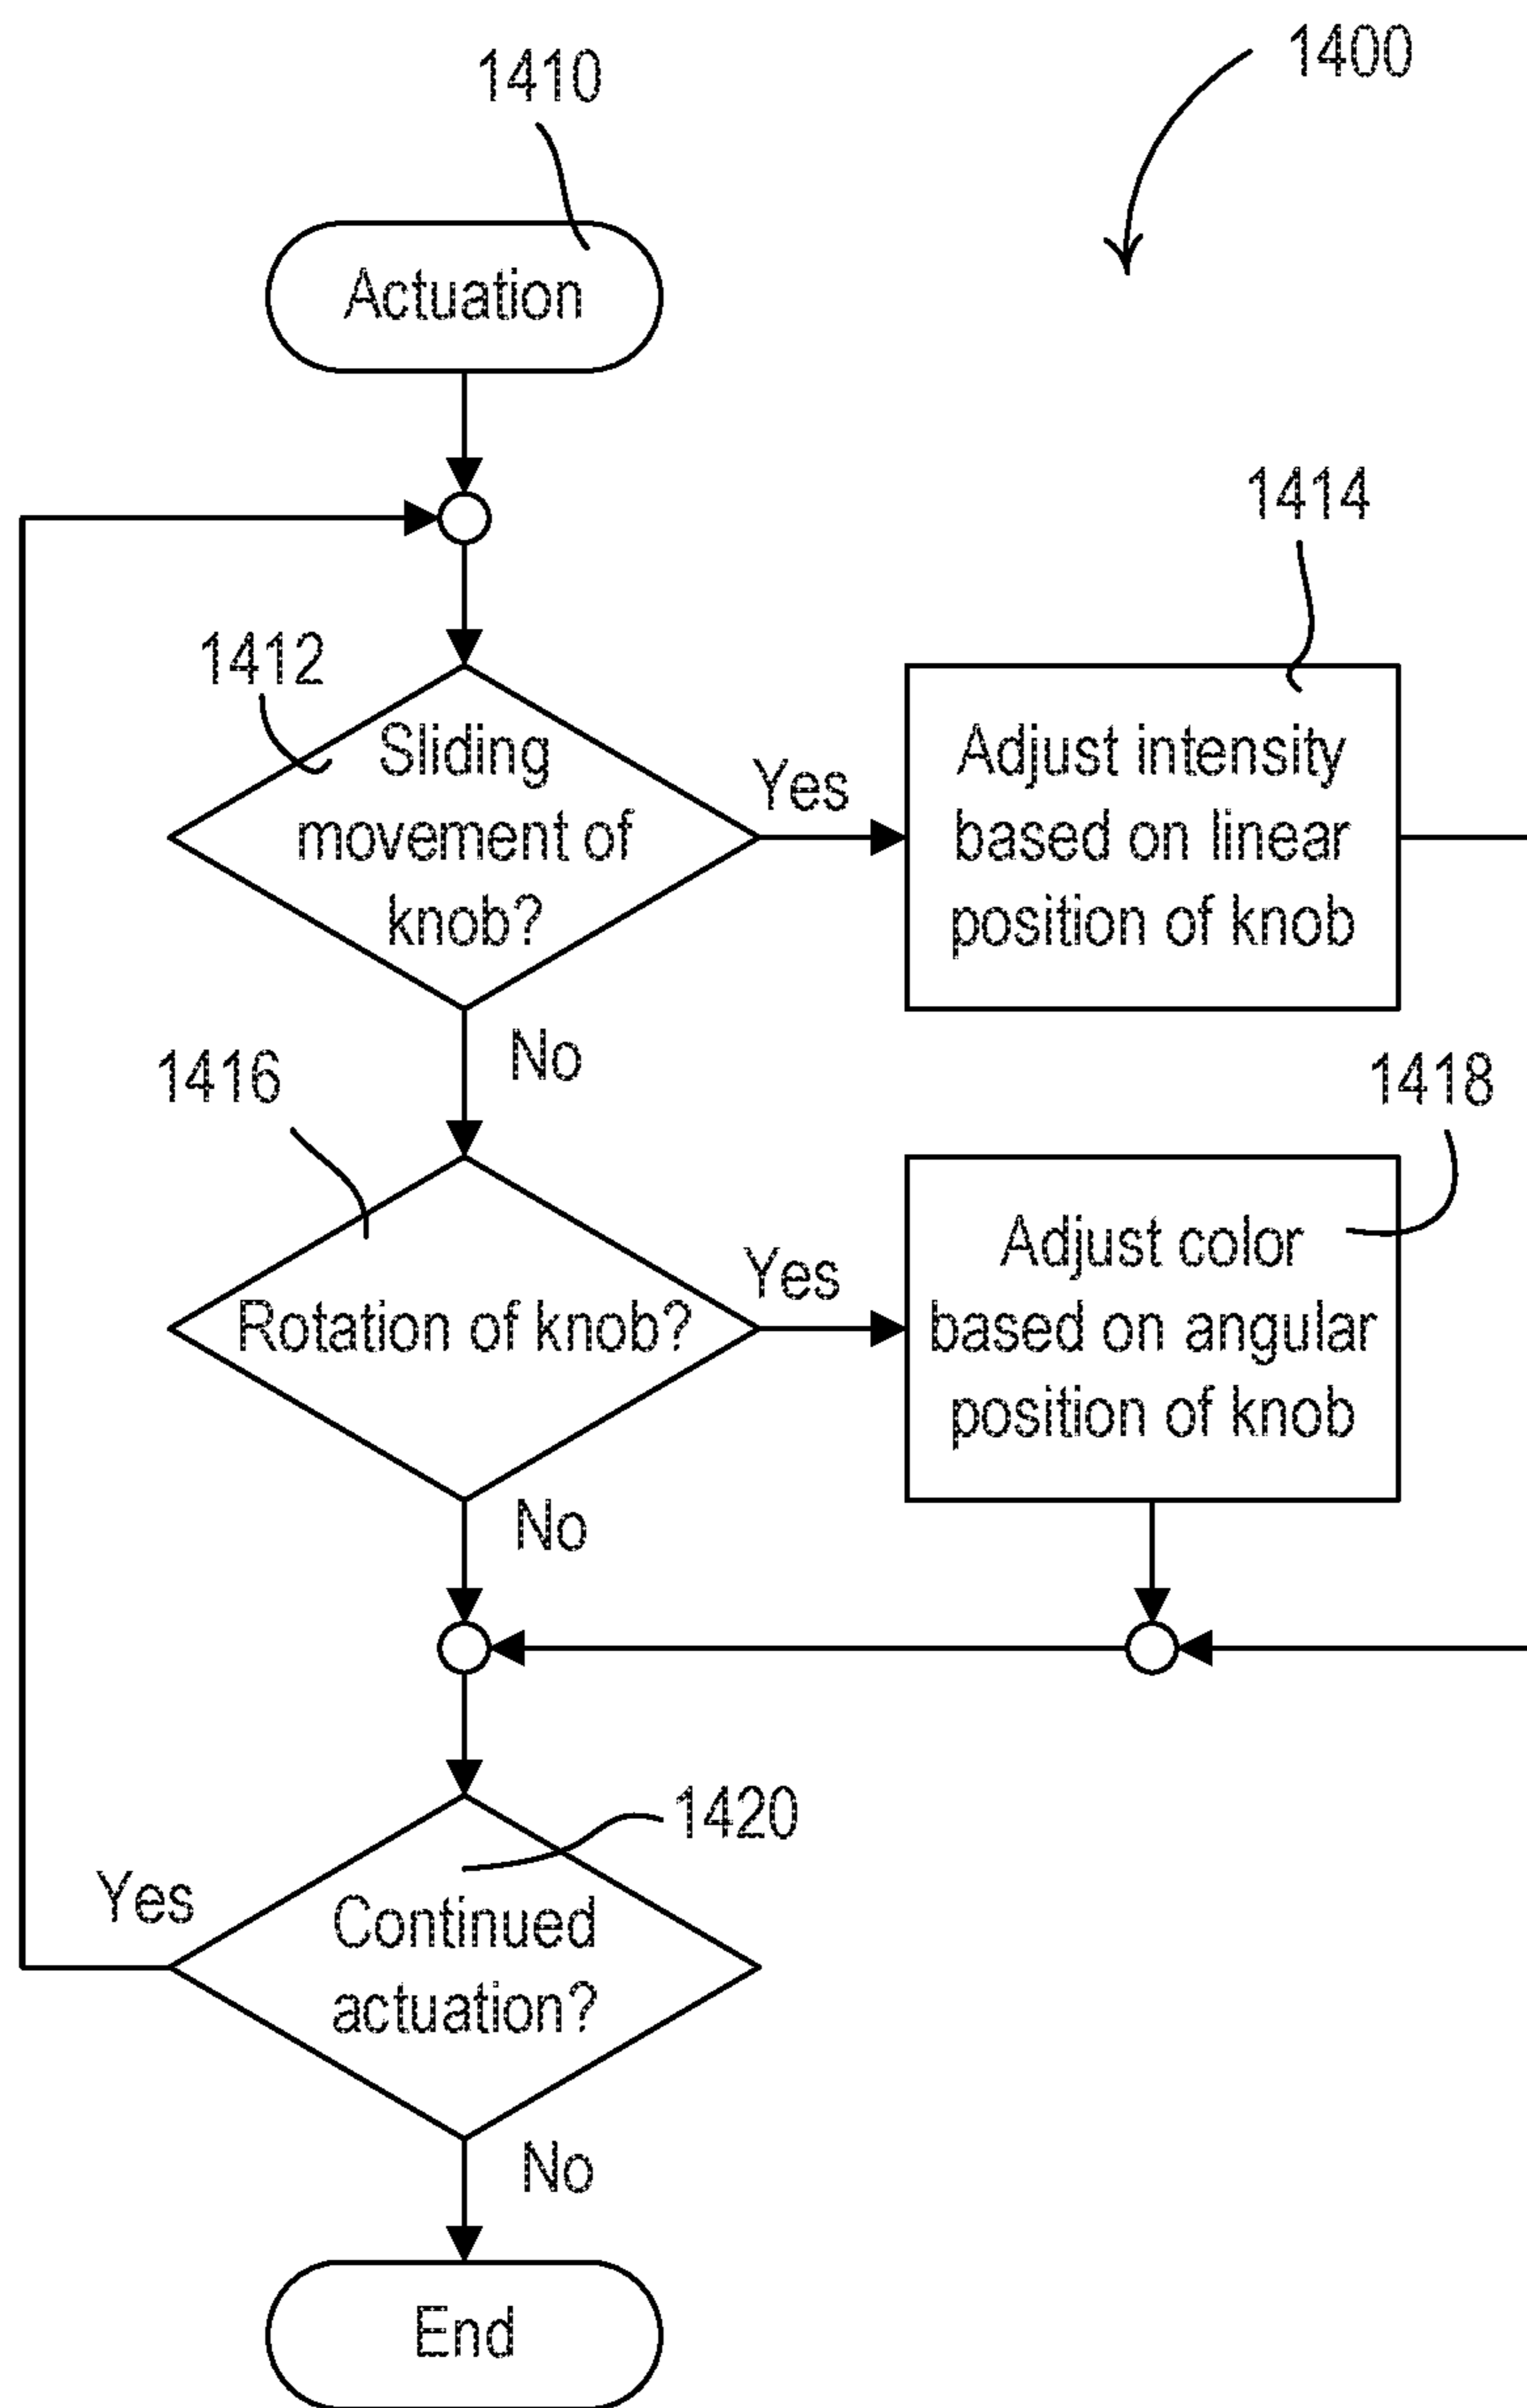 1400
1410
Actuation
1414
1412
Sliding
movement of
knob?
Yes
Adjust intensity
based on linear
position of knob
No
1416
1418
Rotation of knob?
Yes
Adjust color
based on angular
position of knob
No
1420
Yes
Continued
actuation?
No
End